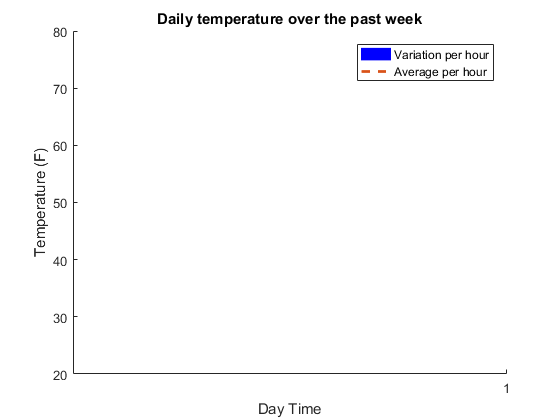 Daily temperature over the past week
80
70
60
50
40
30
20
Temperature (F)
Variation per hour
Average per hour
1
Day Time